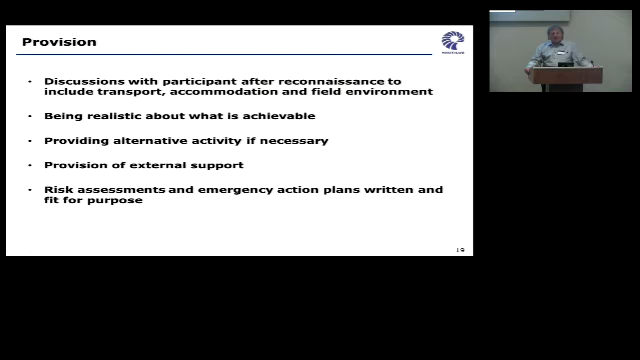 Provision
• Discussions with participant after reconnaissance to
include transport, accommodation and field environment
• Being realistic about what is achievable
• Providing alternative activity if necessary
• Provision of external support
• Risk assessments and emergency action plans written and
fit for purpose